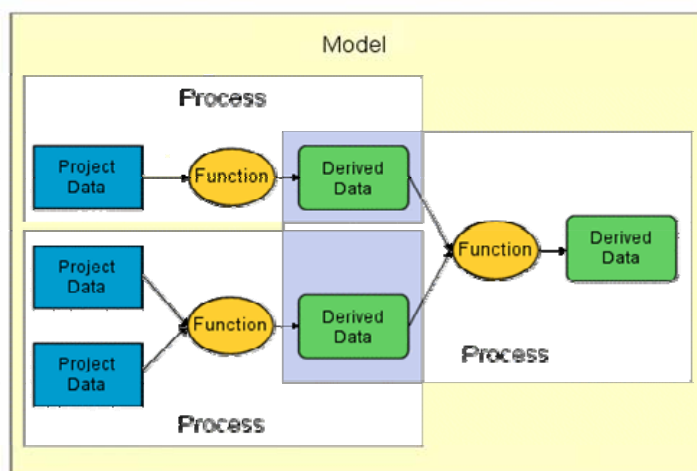 Model
Process
Project
Data
Function
Derived
Data
Project
Data
Function
Derived
Data
Project
Data
Function
Derived
Data
Process
Process